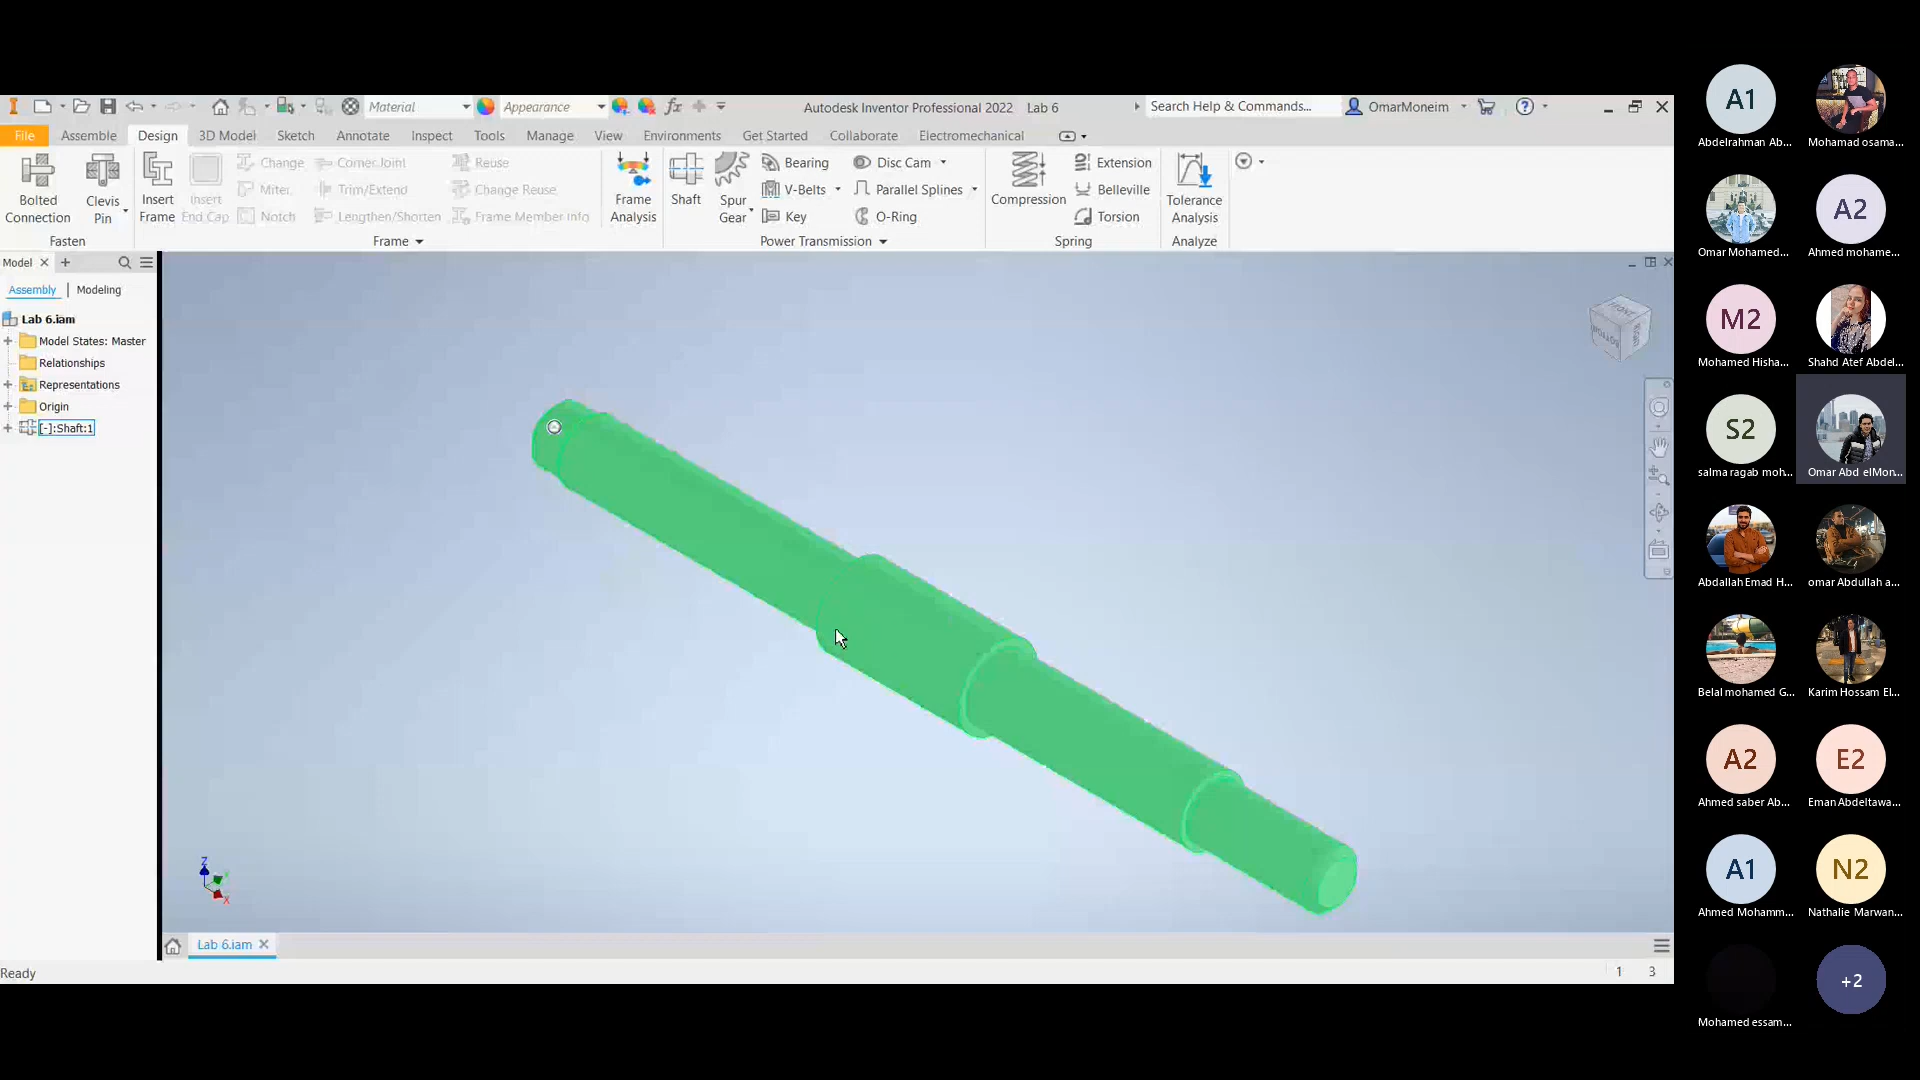 Material
Appearance
fx
Autodesk Inventor Professional 2022 Lab 6
Search Help & Commands...
OmarMoneim
File
Assemble
Design
3D Model
Sketch
Annotate
Inspect
Tools
Manage
View
Environments
Get Started
Collaborate
Electromechanical
Bolted
Connection
Clevis
Pin
Fasten
Insert
Frame
Insert
End Cap
Change
Miter
Notch
Corner Joint
Trim/Extend
Lengthen/Shorten
Reuse
Change Reuse
Frame Member Info
Frame
Frame
Analysis
Shaft
Spur
Gear
Bearing
V-Belts
Key
Disc Cam
Parallel Splines
O-Ring
Power Transmission
Compression
Extension
Belleville
Torsion
Spring
Tolerance
Analysis
Analyze
Model
Assembly | Modeling
Lab 6.iam
Model States: Master
Relationships
Representations
Origin
[-]:Shaft:1
FRONT
RIGHT
BOTTOM
Z
X
Lab 6.iam
Ready
1 3
A1
Abdelrahman Ab...
Mohamad osama...
Omar Mohamed...
A2
Ahmed mohame...
M2
Mohamed Hisha...
Shahd Atef Abdel...
S2
salma ragab moh...
Omar Abd elMon...
Abdallah Emad H...
omar Abdullah a...
Belal mohamed G...
Karim Hossam El...
A2
Ahmed saber Ab...
E2
Eman Abdeltawa...
A1
Ahmed Mohamm...
N2
Nathalie Marwan...
Mohamed essam...
+2